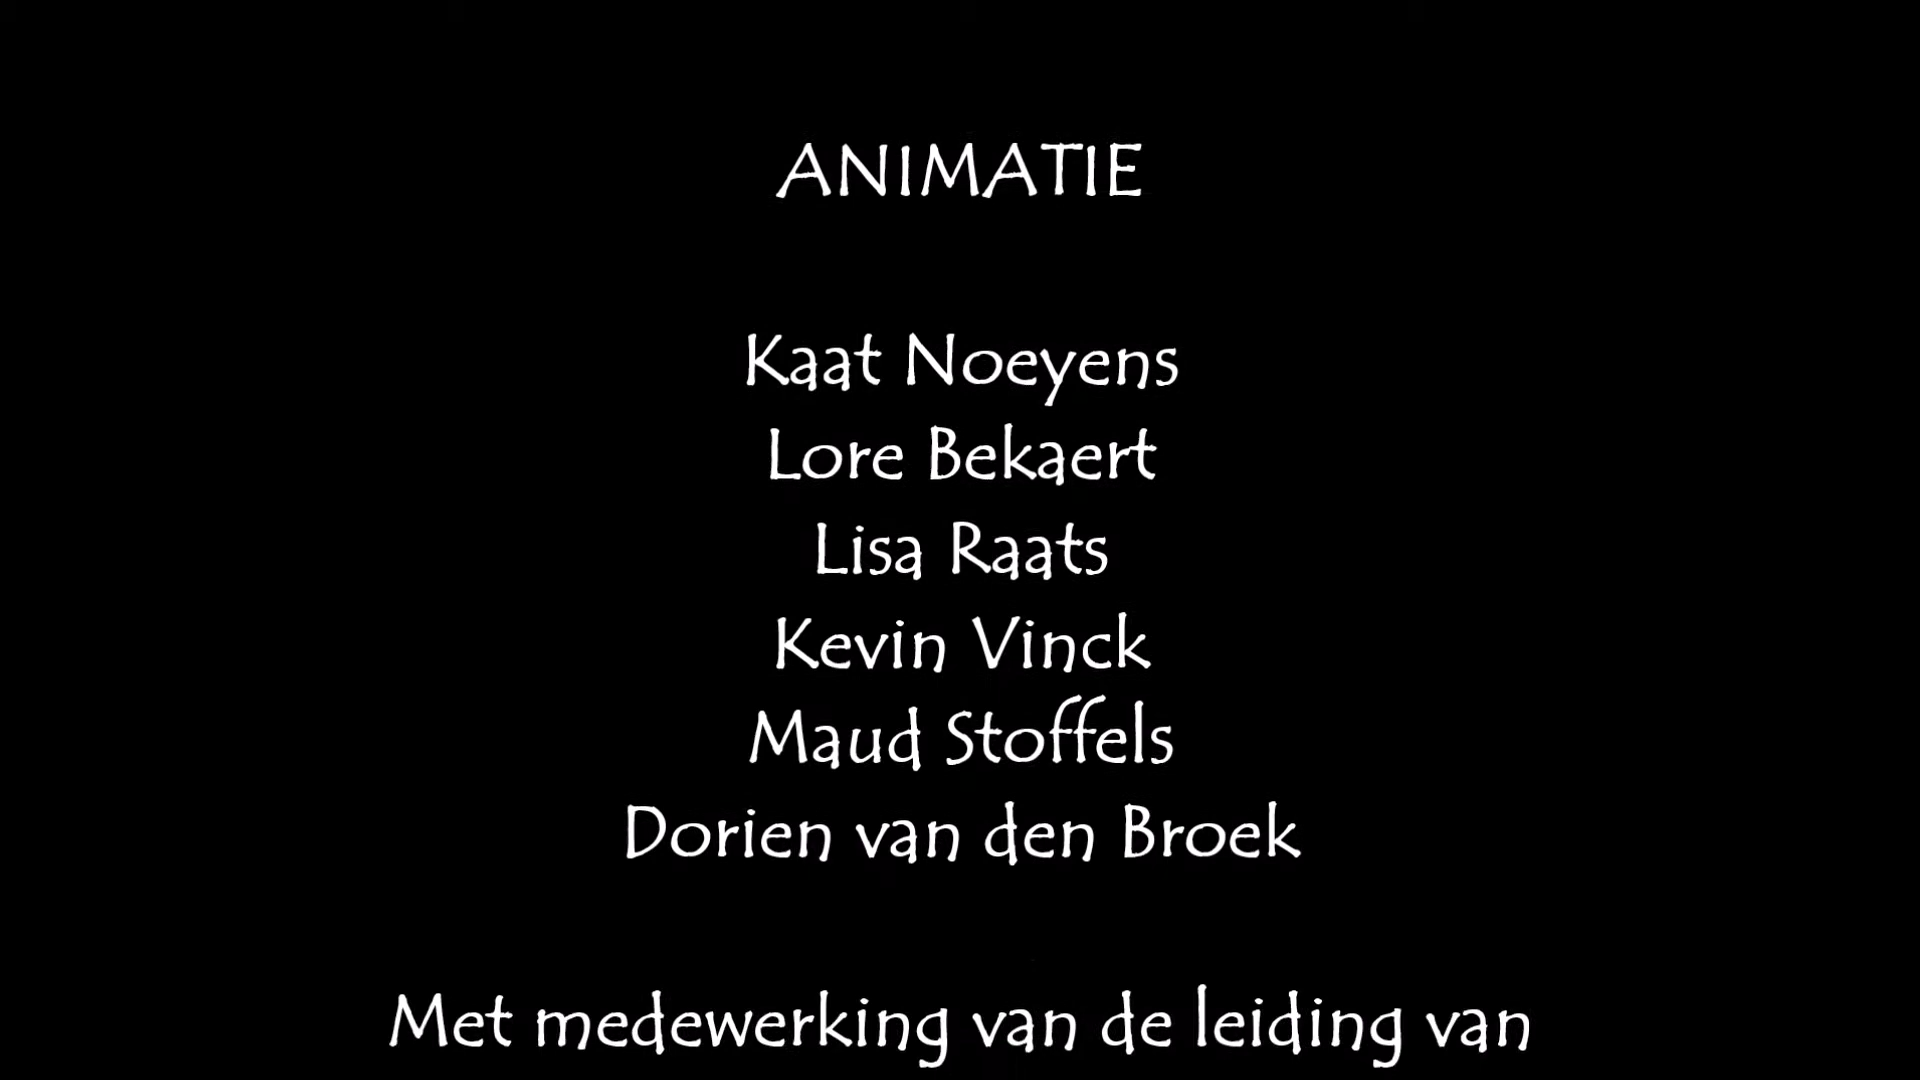 ANIMATIE
Kaat Noeyens
Lore Bekaert
Lisa Raats
Kevin Vinck
Maud Stoffels
Dorien van den Broek
Met medewerking van de leiding van